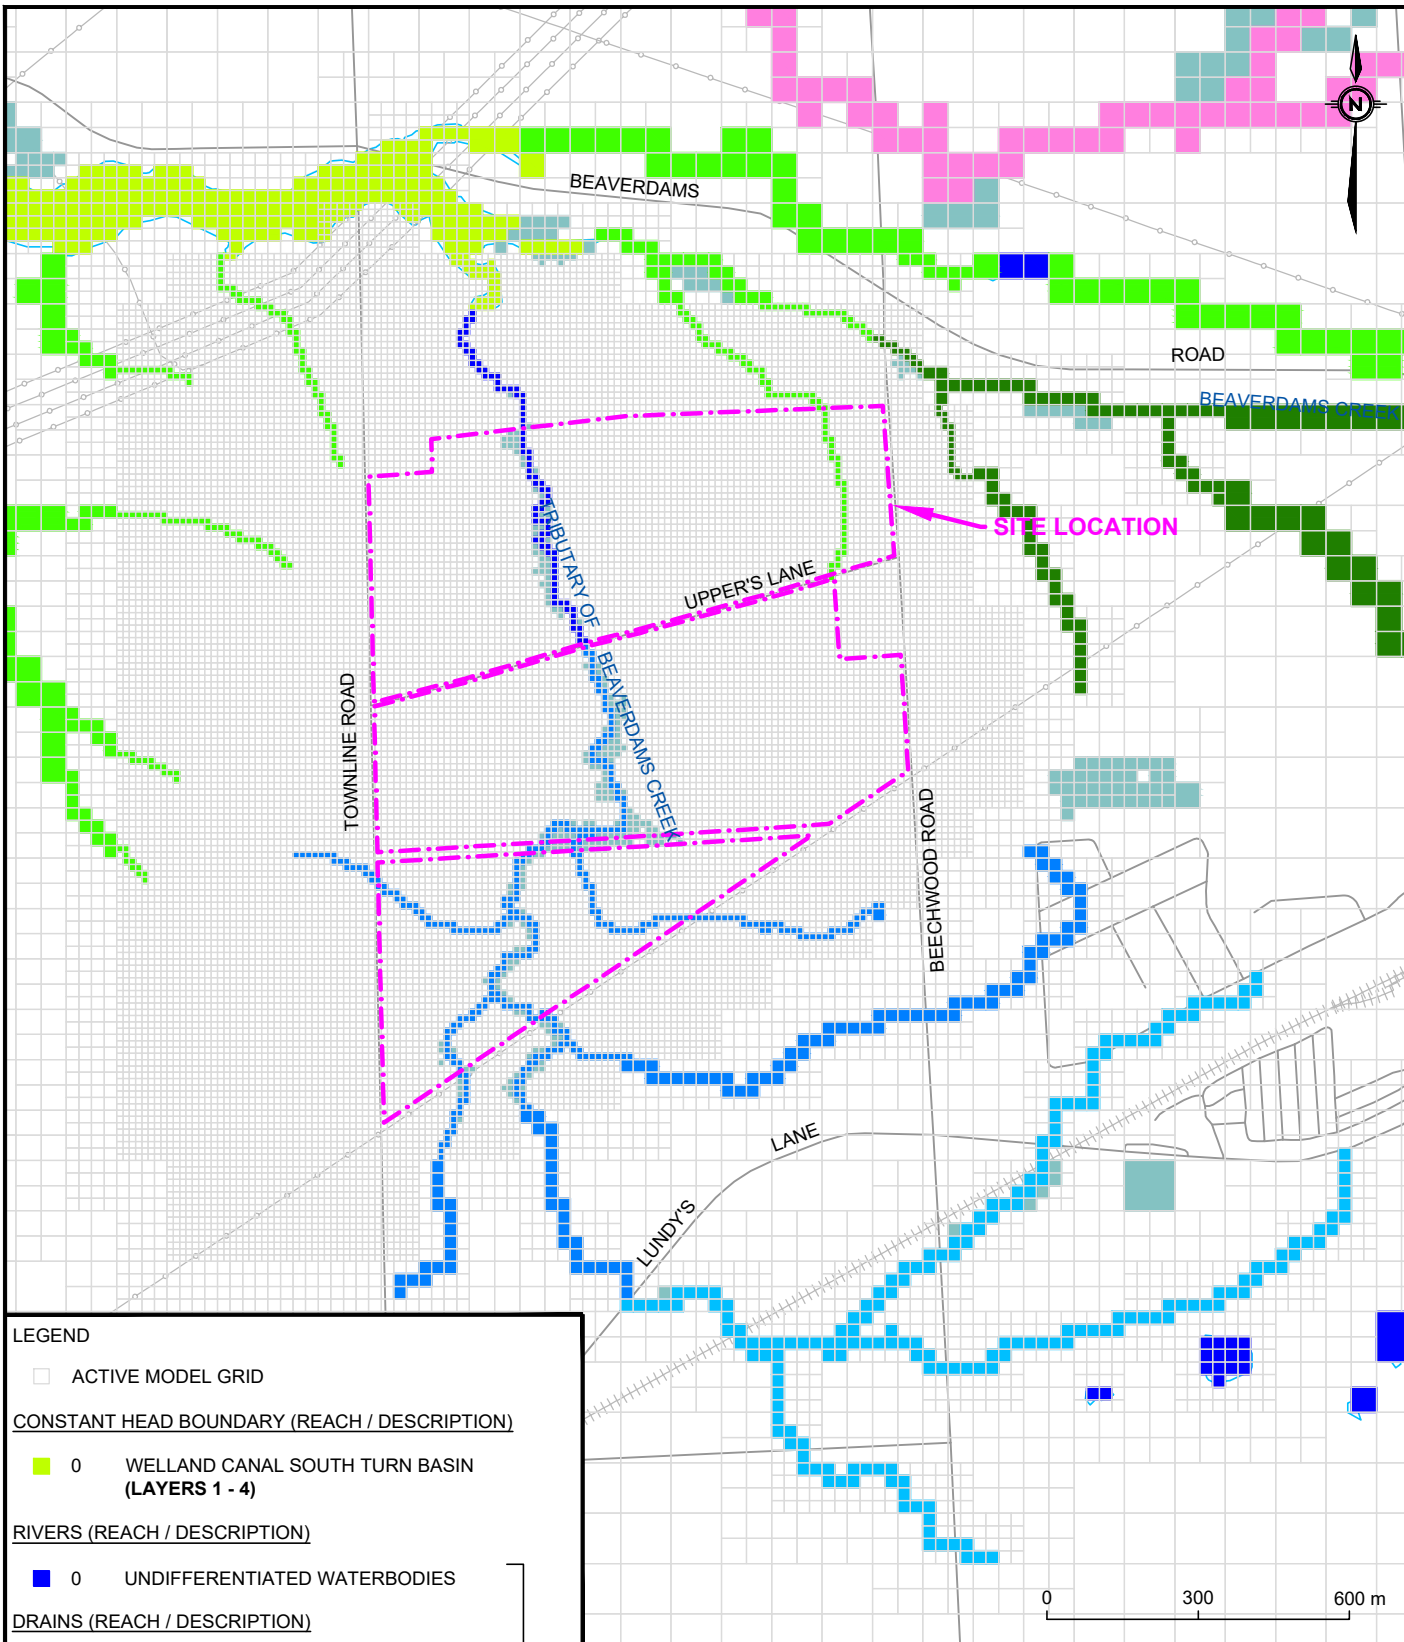 N
BEAVERDAMS
ROAD
BEAVERDAMS CREEK
SITE LOCATION
TRIBUTARY OF
UPPER'S LANE
BEAVERDAMS CREEK
TOWNLINE ROAD
BEECHWOOD ROAD
LANE
LUNDY'S
LEGEND
ACTIVE MODEL GRID
CONSTANT HEAD BOUNDARY (REACH / DESCRIPTION)
0 WELLAND CANAL SOUTH TURN BASIN
(LAYERS 1 - 4)
RIVERS (REACH / DESCRIPTION)
0 UNDIFFERENTIATED WATERBODIES
DRAINS (REACH / DESCRIPTION)
0 300 600 m